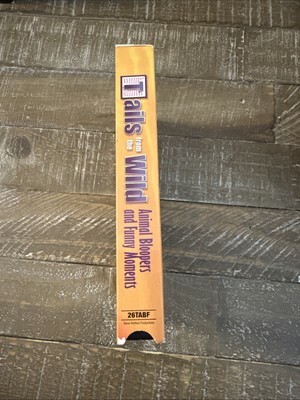 Tails from the Wild
Animal Bloopers
and Funny Moments
26TABF